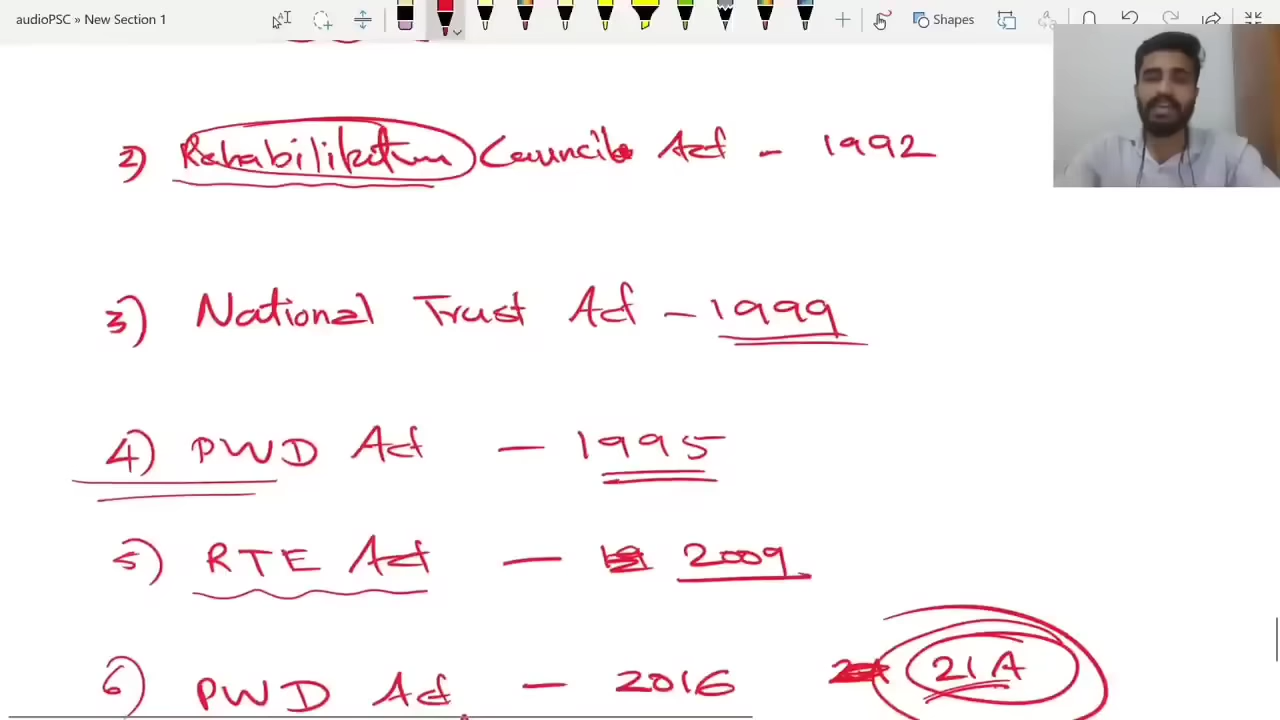 audioPSC » New Section 1
Shapes
2) Rehabilitation Council Act - 1992
3) National Trust Act - 1999
4) PWD Act - 1995
5) RTE Act - 2009
6) PWD Act - 2016
21A